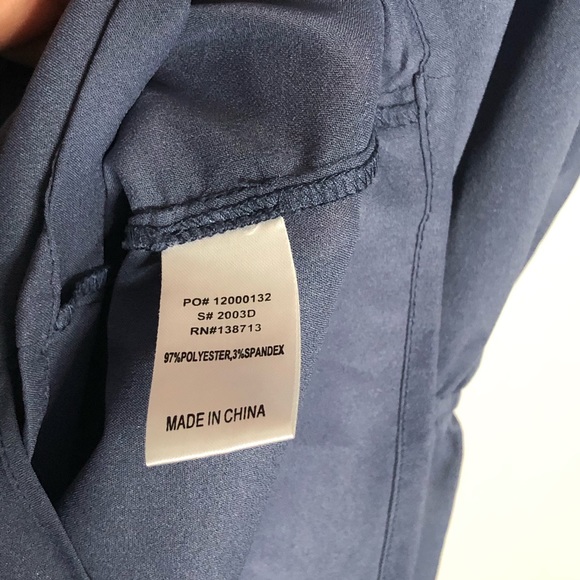 PO# 12000132
S# 2003D
RN#138713
97%POLYESTER,3%SPANDEX
MADE IN CHINA